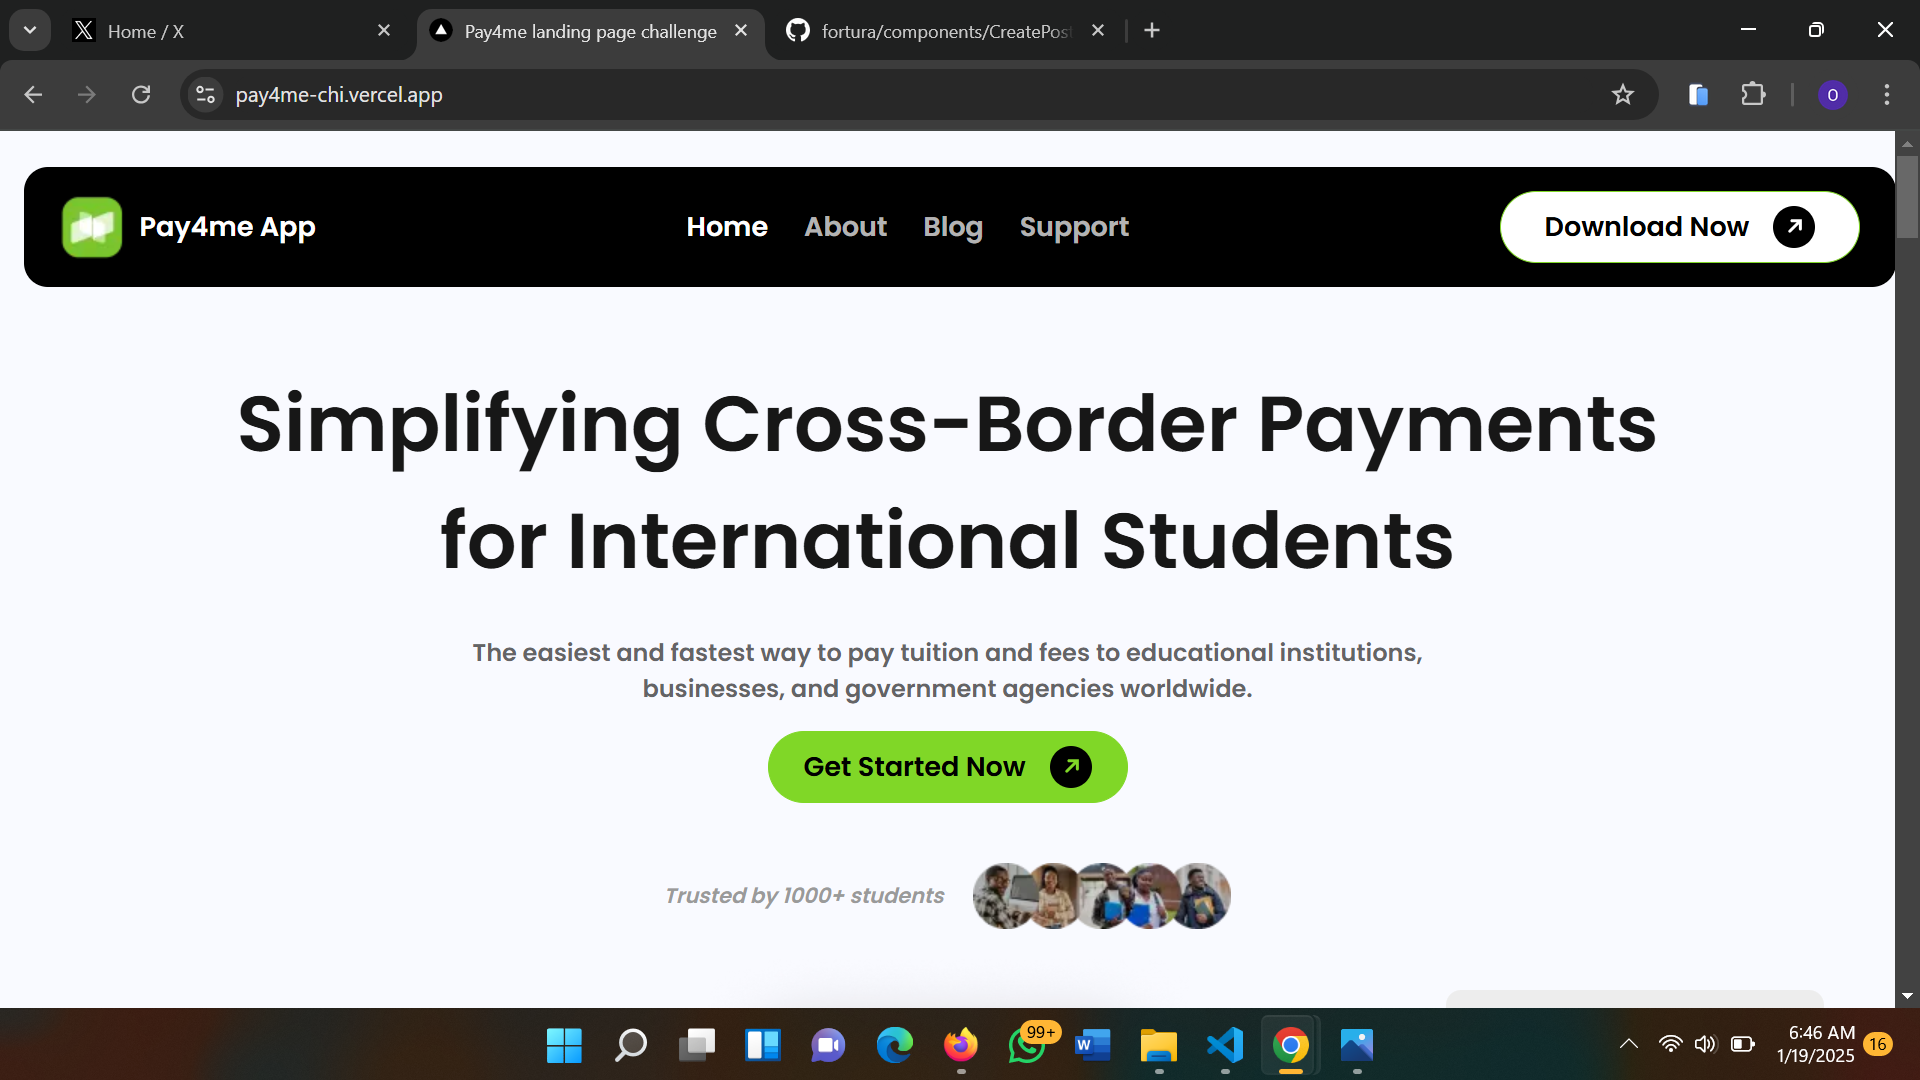 Home / X
Pay4me landing page challenge
fortura/components/CreatePost
pay4me-chi.vercel.app
O
Pay4me App
Home
About
Blog
Support
Download Now
Simplifying Cross-Border Payments
for International Students
The easiest and fastest way to pay tuition and fees to educational institutions,
businesses, and government agencies worldwide.
Get Started Now
Trusted by 1000+ students
99+
W
6:46 AM
1/19/2025
16